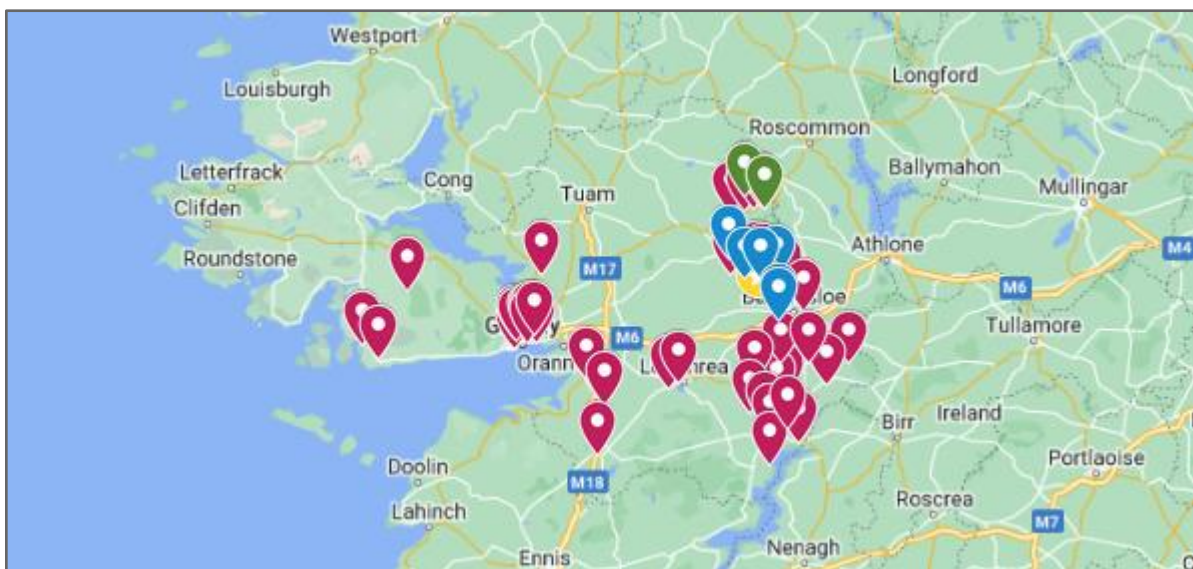 Westport
Louisburgh
Longford
Roscommon
Letterfrack
Cong
Ballymahon
Mullingar
Clifden
Tuam
Roundstone
Athlone
M4
M17
M6
Tullamore
M6
Birr
Ireland
Portlaoise
Doolin
M18
Roscrea
Lahinch
M7
Ennis
Nenagh